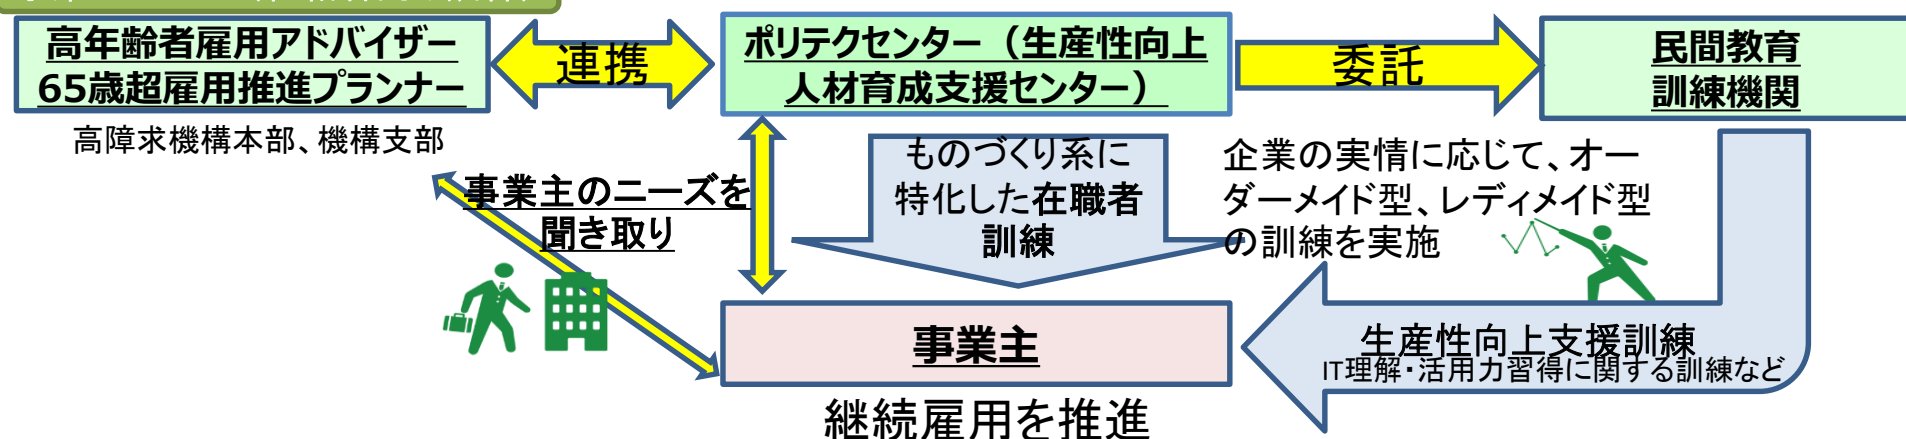 高年齢者雇用アドバイザー
65歳超雇用推進プランナー
連携
ポリテクセンター（生産性向上
人材育成支援センター）
委託
民間教育
訓練機関
高障求機構本部、機構支部
事業主のニーズを
聞き取り
ものづくり系に
特化した在職者
訓練
企業の実情に応じて、オー
ダーメイド型、レディメイド型
の訓練を実施
事業主
生産性向上支援訓練
IT理解・活用力習得に関する訓練など
継続雇用を推進